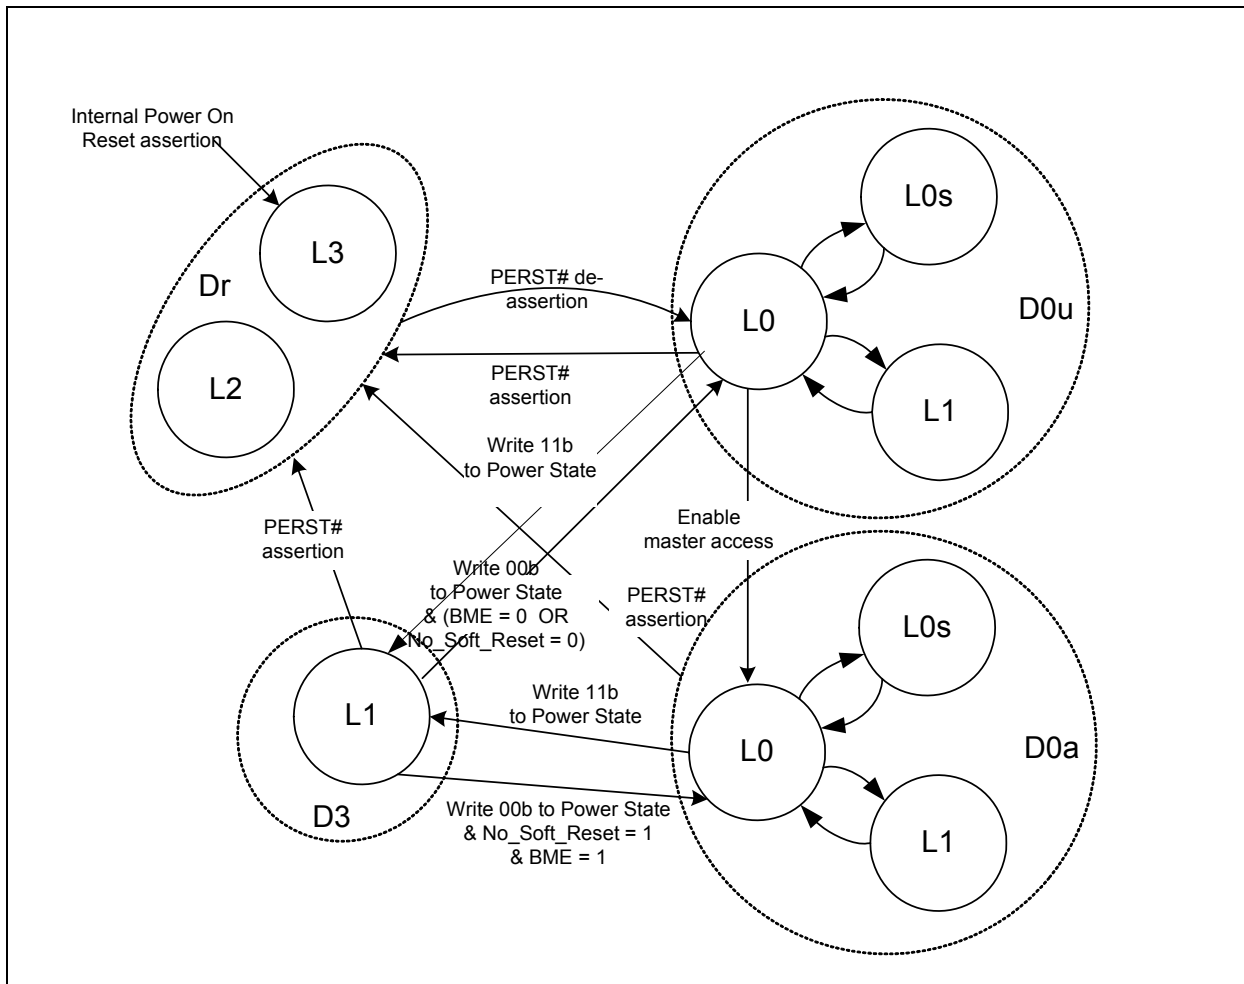 Internal Power On
Reset assertion
L3
Dr
L2
PERST# de-
assertion
PERST#
assertion
L0s
L0
D0u
L1
Write 11b
to Power State
PERST#
assertion
Enable
master access
Write 00b
to Power State
& (BME = 0 OR
No_Soft_Reset = 0)
PERST#
assertion
L1
D3
Write 11b
to Power State
Write 00b to Power State
& No_Soft_Reset = 1
& BME = 1
L0s
L0
D0a
L1